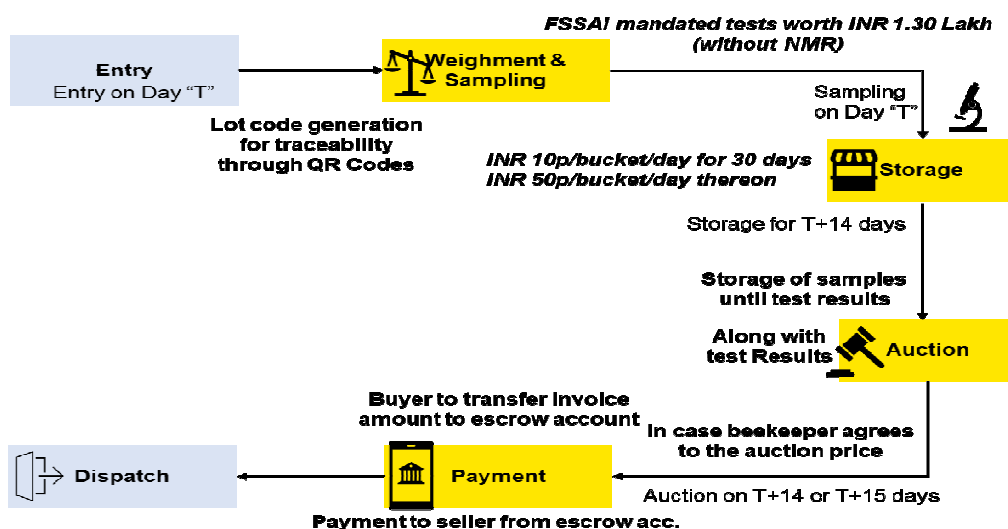 FSSAI mandated tests worth INR 1.30 Lakh
(without NMR)
Entry
Entry on Day “T”
Weighment &
Sampling
Sampling
on Day “T”
Lot code generation
for traceability
through QR Codes
INR 10p/bucket/day for 30 days
INR 50p/bucket/day thereon
Storage
Storage for T+14 days
Storage of samples
until test results
Along with
test Results
Auction
Buyer to transfer invoice
amount to escrow account
In case beekeeper agrees
to the auction price
Dispatch
Payment
Auction on T+14 or T+15 days
Payment to seller from escrow acc.